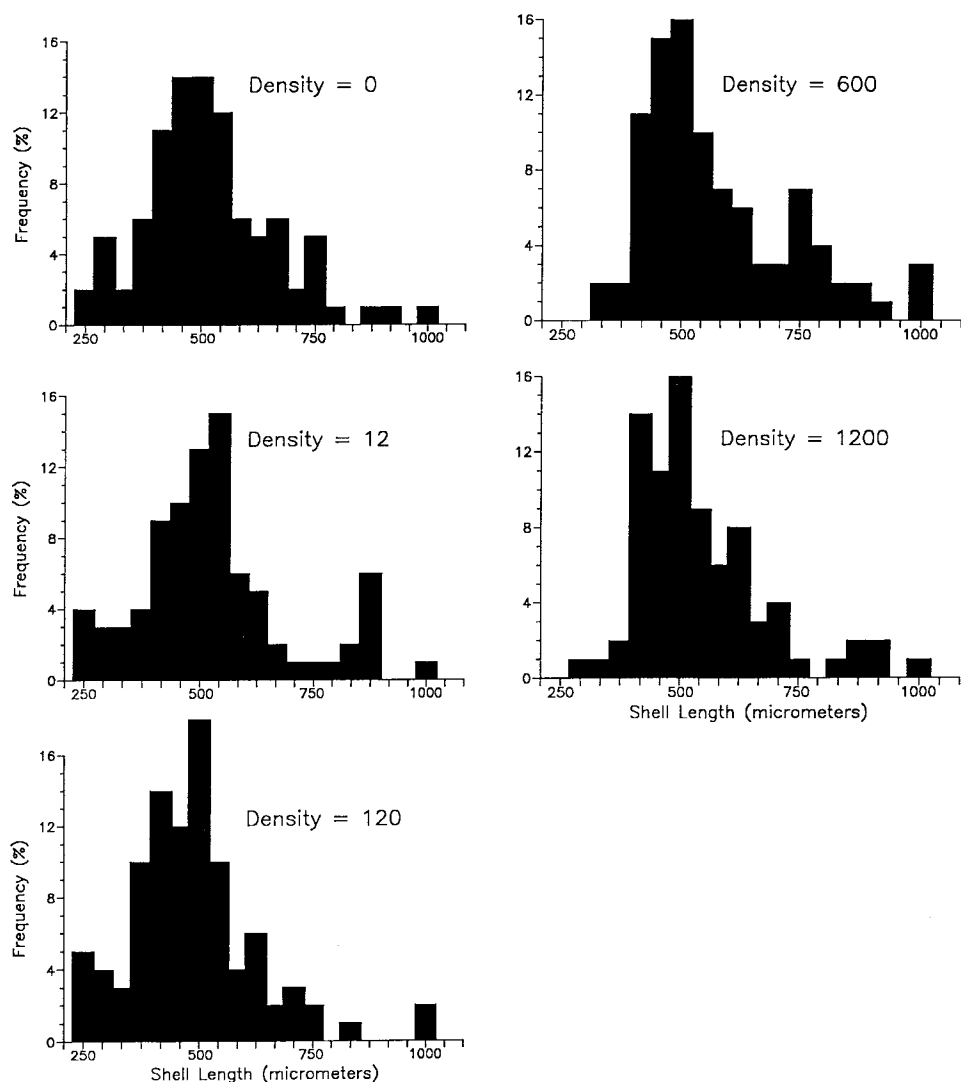 16
12
8
4
0
Frequency (%)
Density = 0
250 500 750 1000
16
12
8
4
0
Density = 600
250 500 750 1000
16
12
8
4
0
Frequency (%)
Density = 12
250 500 750 1000
16
12
8
4
0
Density = 1200
250 500 750 1000
Shell Length (micrometers)
16
12
8
4
0
Frequency (%)
Density = 120
250 500 750 1000
Shell Length (micrometers)